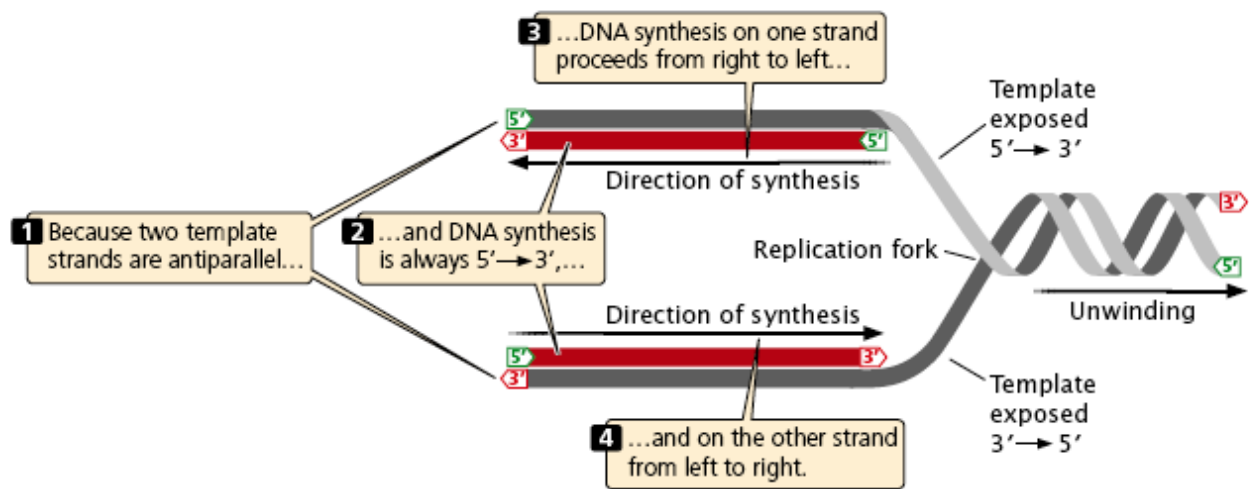 3 …DNA synthesis on one strand
proceeds from right to left…
Template
exposed
5′→ 3′
5′
3′
5′
Direction of synthesis
3′
1 Because two template
strands are antiparallel…
2 …and DNA synthesis
is always 5′→ 3′,…
Replication fork
5′
Unwinding
Direction of synthesis
5′
3′
3′
Template
exposed
3′→ 5′
4 …and on the other strand
from left to right.